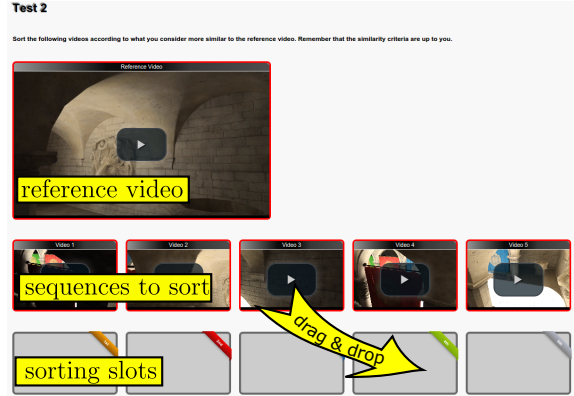 Test 2
Sort the following videos according to what you consider more similar to the reference video. Remember that the similarity criteria are up to you.
Reference Video
reference video
Video 1
Video 2
Video 3
Video 4
Video 5
sequences to sort
drag & drop
sorting slots